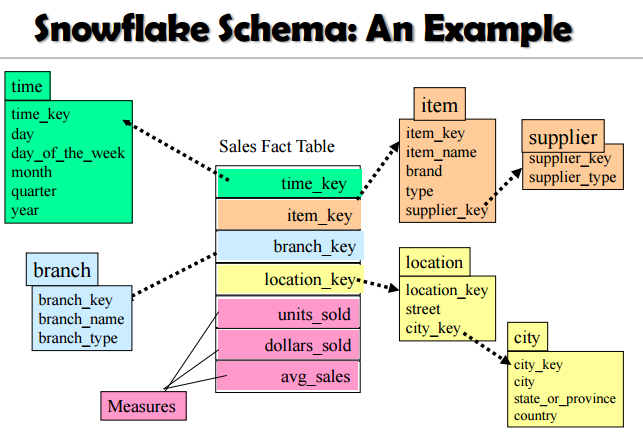 Snowflake Schema: An Example
time
time_key
day
day_of_the_week
month
quarter
year
Sales Fact Table
time_key
item_key
branch_key
location_key
units_sold
dollars_sold
avg_sales
Measures
branch
branch_key
branch_name
branch_type
item
item_key
item_name
brand
type
supplier_key
supplier
supplier_key
supplier_type
location
location_key
street
city_key
city
city_key
city
state_or_province
country